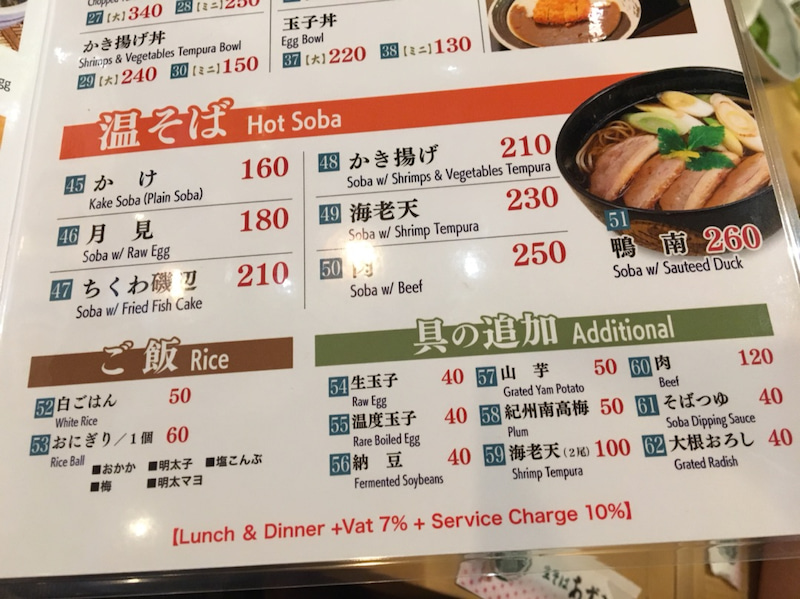 27【大】340 28【ミニ】250
かき揚げ丼
Shrimps & Vegetables Tempura Bowl
29【大】240 30【ミニ】150
玉子丼
Egg Bowl
37【大】220 38【ミニ】130
温そば Hot Soba
45 かけ 160
Kake Soba (Plain Soba)
46 月見 180
Soba w/ Raw Egg
47 ちくわ磯辺 210
Soba w/ Fried Fish Cake
48 かき揚げ 210
Soba w/ Shrimps & Vegetables Tempura
49 海老天 230
Soba w/ Shrimp Tempura
50 肉 250
Soba w/ Beef
51
鴨南 260
Soba w/ Sauteed Duck
ご飯 Rice
52 白ごはん 50
White Rice
53 おにぎり/1個 60
Rice Ball
■おかか ■明太子 ■塩こんぶ
■梅 ■明太マヨ
具の追加 Additional
54 生玉子 40
Raw Egg
55 温度玉子 40
Rare Boiled Egg
56 納豆 40
Fermented Soybeans
57 山芋 50
Grated Yam Potato
58 紀州南高梅 50
Plum
59 海老天(2尾) 100
Shrimp Tempura
60 肉 120
Beef
61 そばつゆ 40
Soba Dipping Sauce
62 大根おろし 40
Grated Radish
【Lunch & Dinner +Vat 7% + Service Charge 10%】